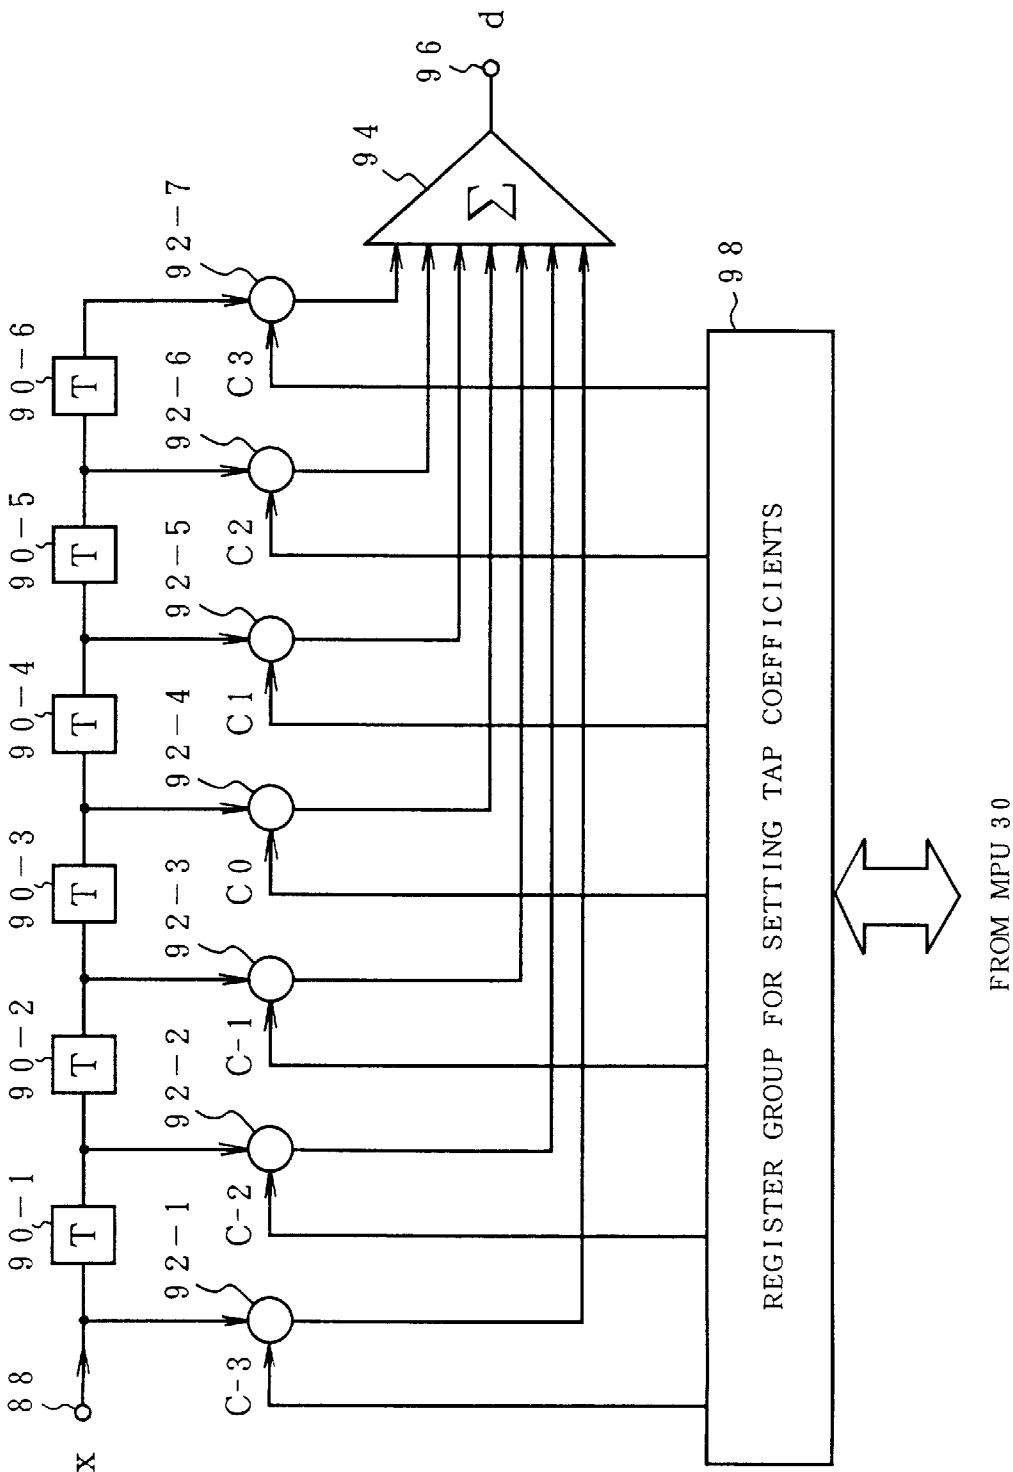 x
88
90-1
90-2
90-3
90-4
90-5
90-6
T
T
T
T
T
T
92-1
92-2
92-3
92-4
92-5
92-6
92-7
C-3
C-2
C-1
C0
C1
C2
C3
94
Σ
96
d
98
REGISTER GROUP FOR SETTING TAP COEFFICIENTS
FROM MPU 30